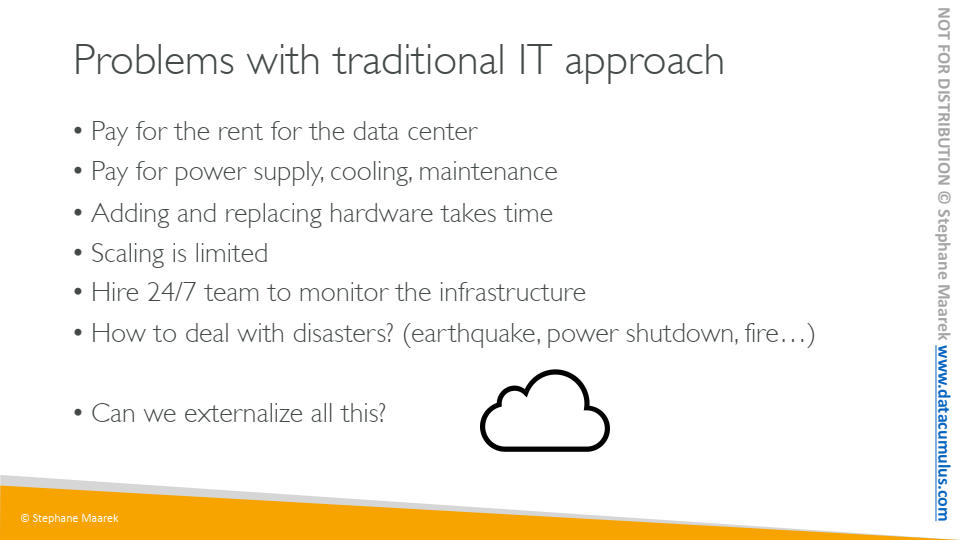 Problems with traditional IT approach
• Pay for the rent for the data center
• Pay for power supply, cooling, maintenance
• Adding and replacing hardware takes time
• Scaling is limited
• Hire 24/7 team to monitor the infrastructure
• How to deal with disasters? (earthquake, power shutdown, fire…)
• Can we externalize all this?
© Stephane Maarek
NOT FOR DISTRIBUTION © Stephane Maarek www.datacumulus.com